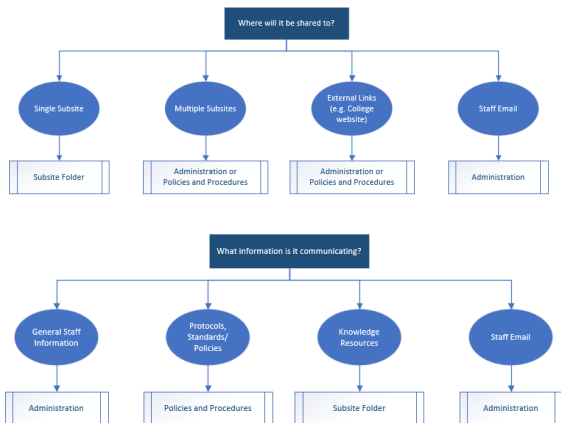 Where will it be shared to?
Single Subsite
Multiple Subsites
External Links
(e.g. College
website)
Staff Email
Subsite Folder
Administration or
Policies and Procedures
Administration or
Policies and Procedures
Administration
What information is it communicating?
General Staff
Information
Protocols,
Standards/
Policies
Knowledge
Resources
Staff Email
Administration
Policies and Procedures
Subsite Folder
Administration